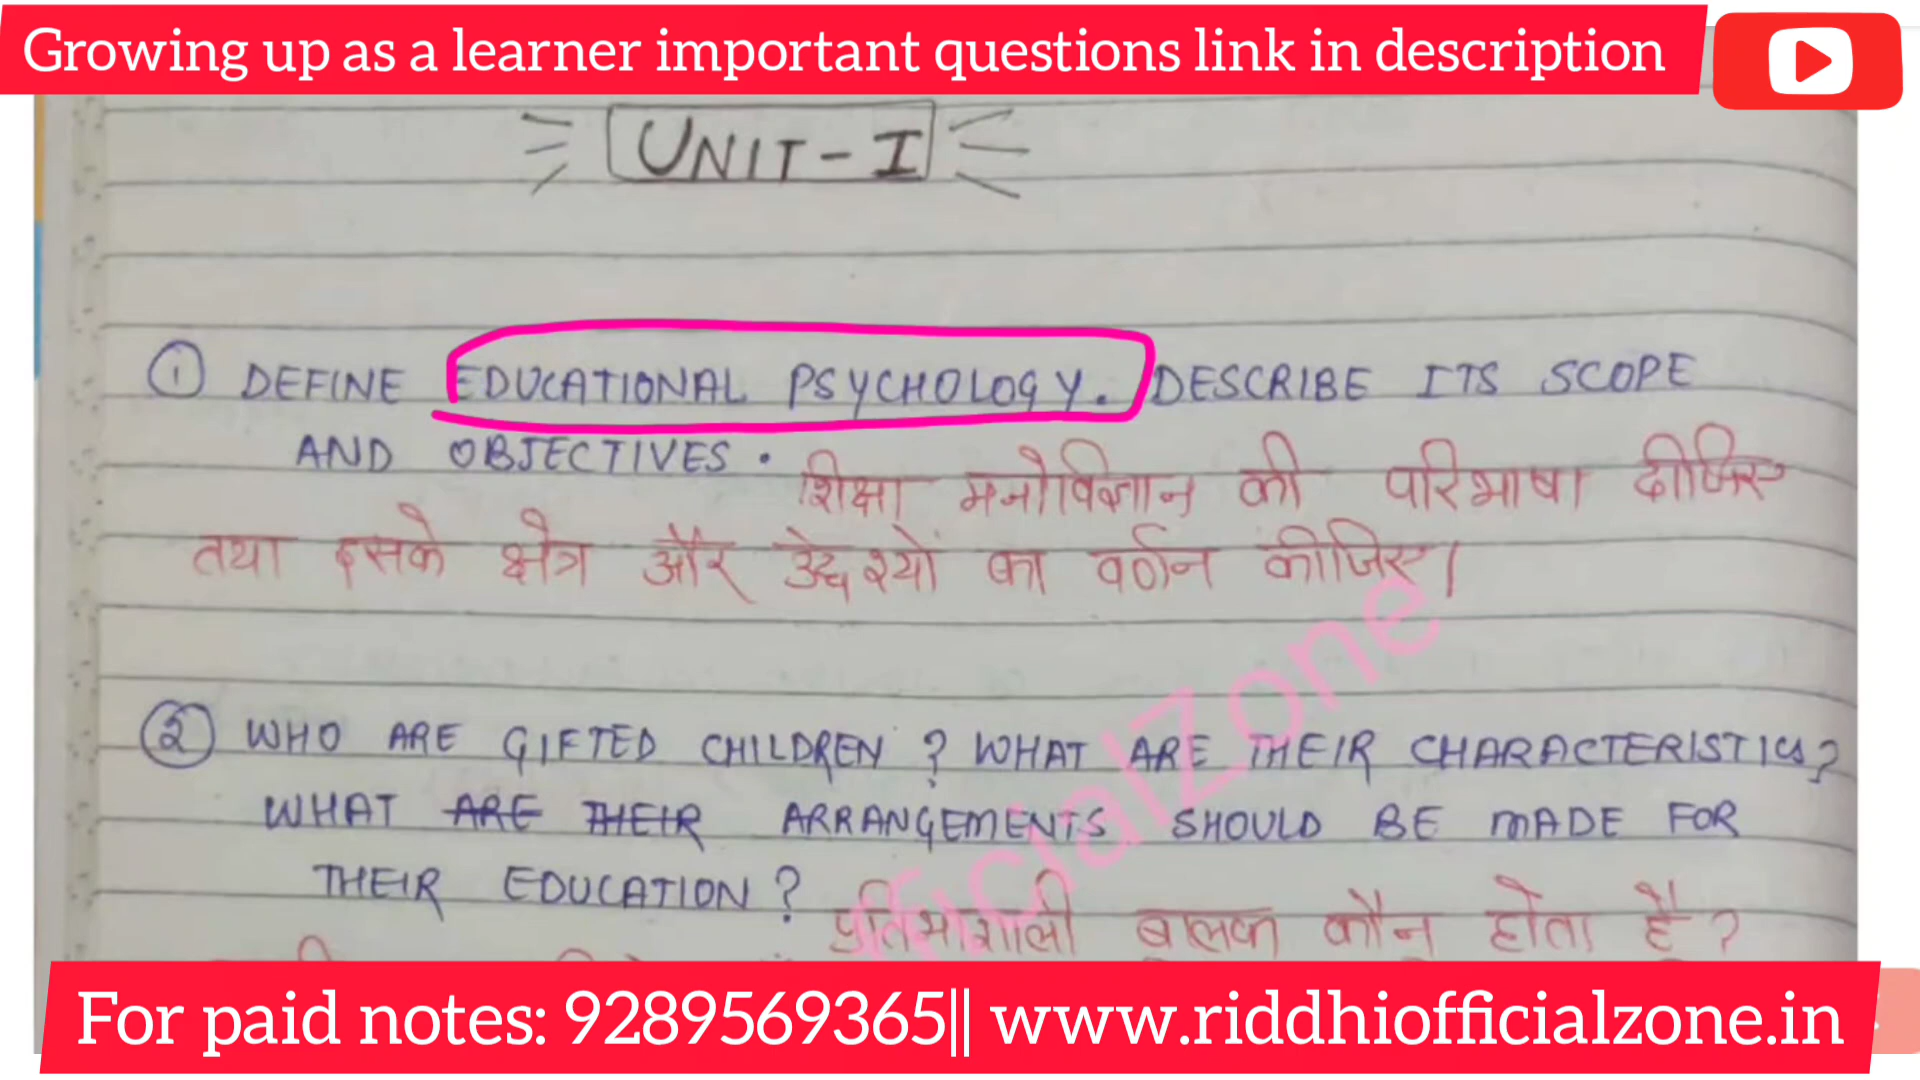 Growing up as a learner important questions link in description
UNIT-I
① DEFINE EDUCATIONAL PSYCHOLOGY. DESCRIBE ITS SCOPE
AND OBJECTIVES. शिक्षा मनोविज्ञान की परिभाषा दीजिए
तथा इसके क्षेत्र और उद्देश्यों का वर्णन कीजिए।
② WHO ARE GIFTED CHILDREN ? WHAT ARE THEIR CHARACTERISTICS?
WHAT ARE THEIR ARRANGEMENTS SHOULD BE MADE FOR
THEIR EDUCATION ? प्रतिभाशाली बालक कौन होता है ?
fficialZone
For paid notes: 9289569365|| www.riddhiofficialzone.in